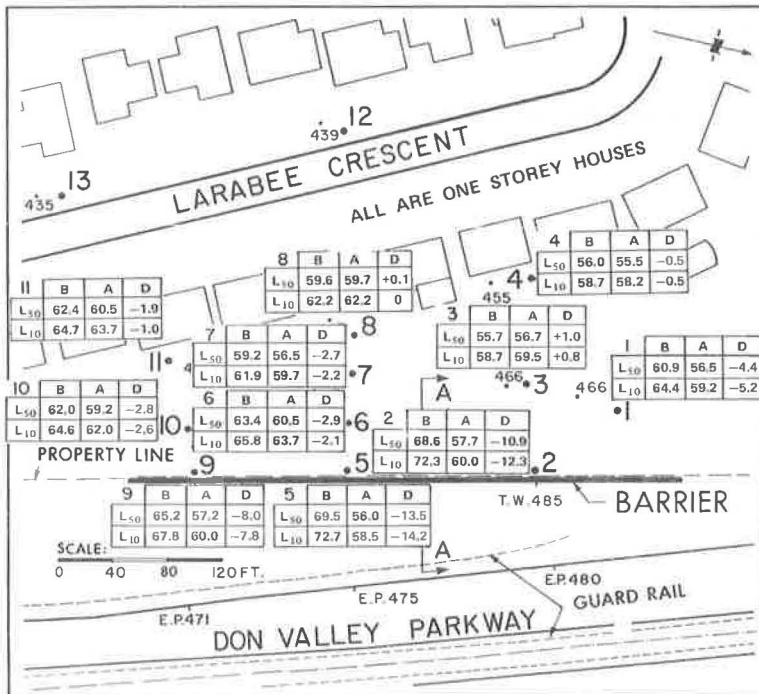 439 12
LARABEE CRESCENT
435 13
ALL ARE ONE STOREY HOUSES
4
B A D
L50 56.0 55.5 -0.5
L10 58.7 58.2 -0.5
4
455
8
B A D
L50 59.6 59.7 +0.1
L10 62.2 62.2 0
8
11
B A D
L50 62.4 60.5 -1.9
L10 64.7 63.7 -1.0
11
4
3
B A D
L50 55.7 56.7 +1.0
L10 58.7 59.5 +0.8
466 3
466
7
B A D
L50 59.2 56.5 -2.7
L10 61.9 59.7 -2.2
7
1
B A D
L50 60.9 56.5 -4.4
L10 64.4 59.2 -5.2
1
A
10
B A D
L50 62.0 59.2 -2.8
L10 64.6 62.0 -2.6
10
6
B A D
L50 63.4 60.5 -2.9
L10 65.8 63.7 -2.1
6
2
B A D
L50 68.6 57.7 -10.9
L10 72.3 60.0 -12.3
2
PROPERTY LINE
9
5
T.W.485
BARRIER
9
B A D
L50 65.2 57.2 -8.0
L10 67.8 60.0 -7.8
5
B A D
L50 69.5 56.0 -13.5
L10 72.7 58.5 -14.2
A
SCALE:
0 40 80 120 FT.
E.P.471
E.P.475
E.P.480
GUARD RAIL
DON VALLEY PARKWAY